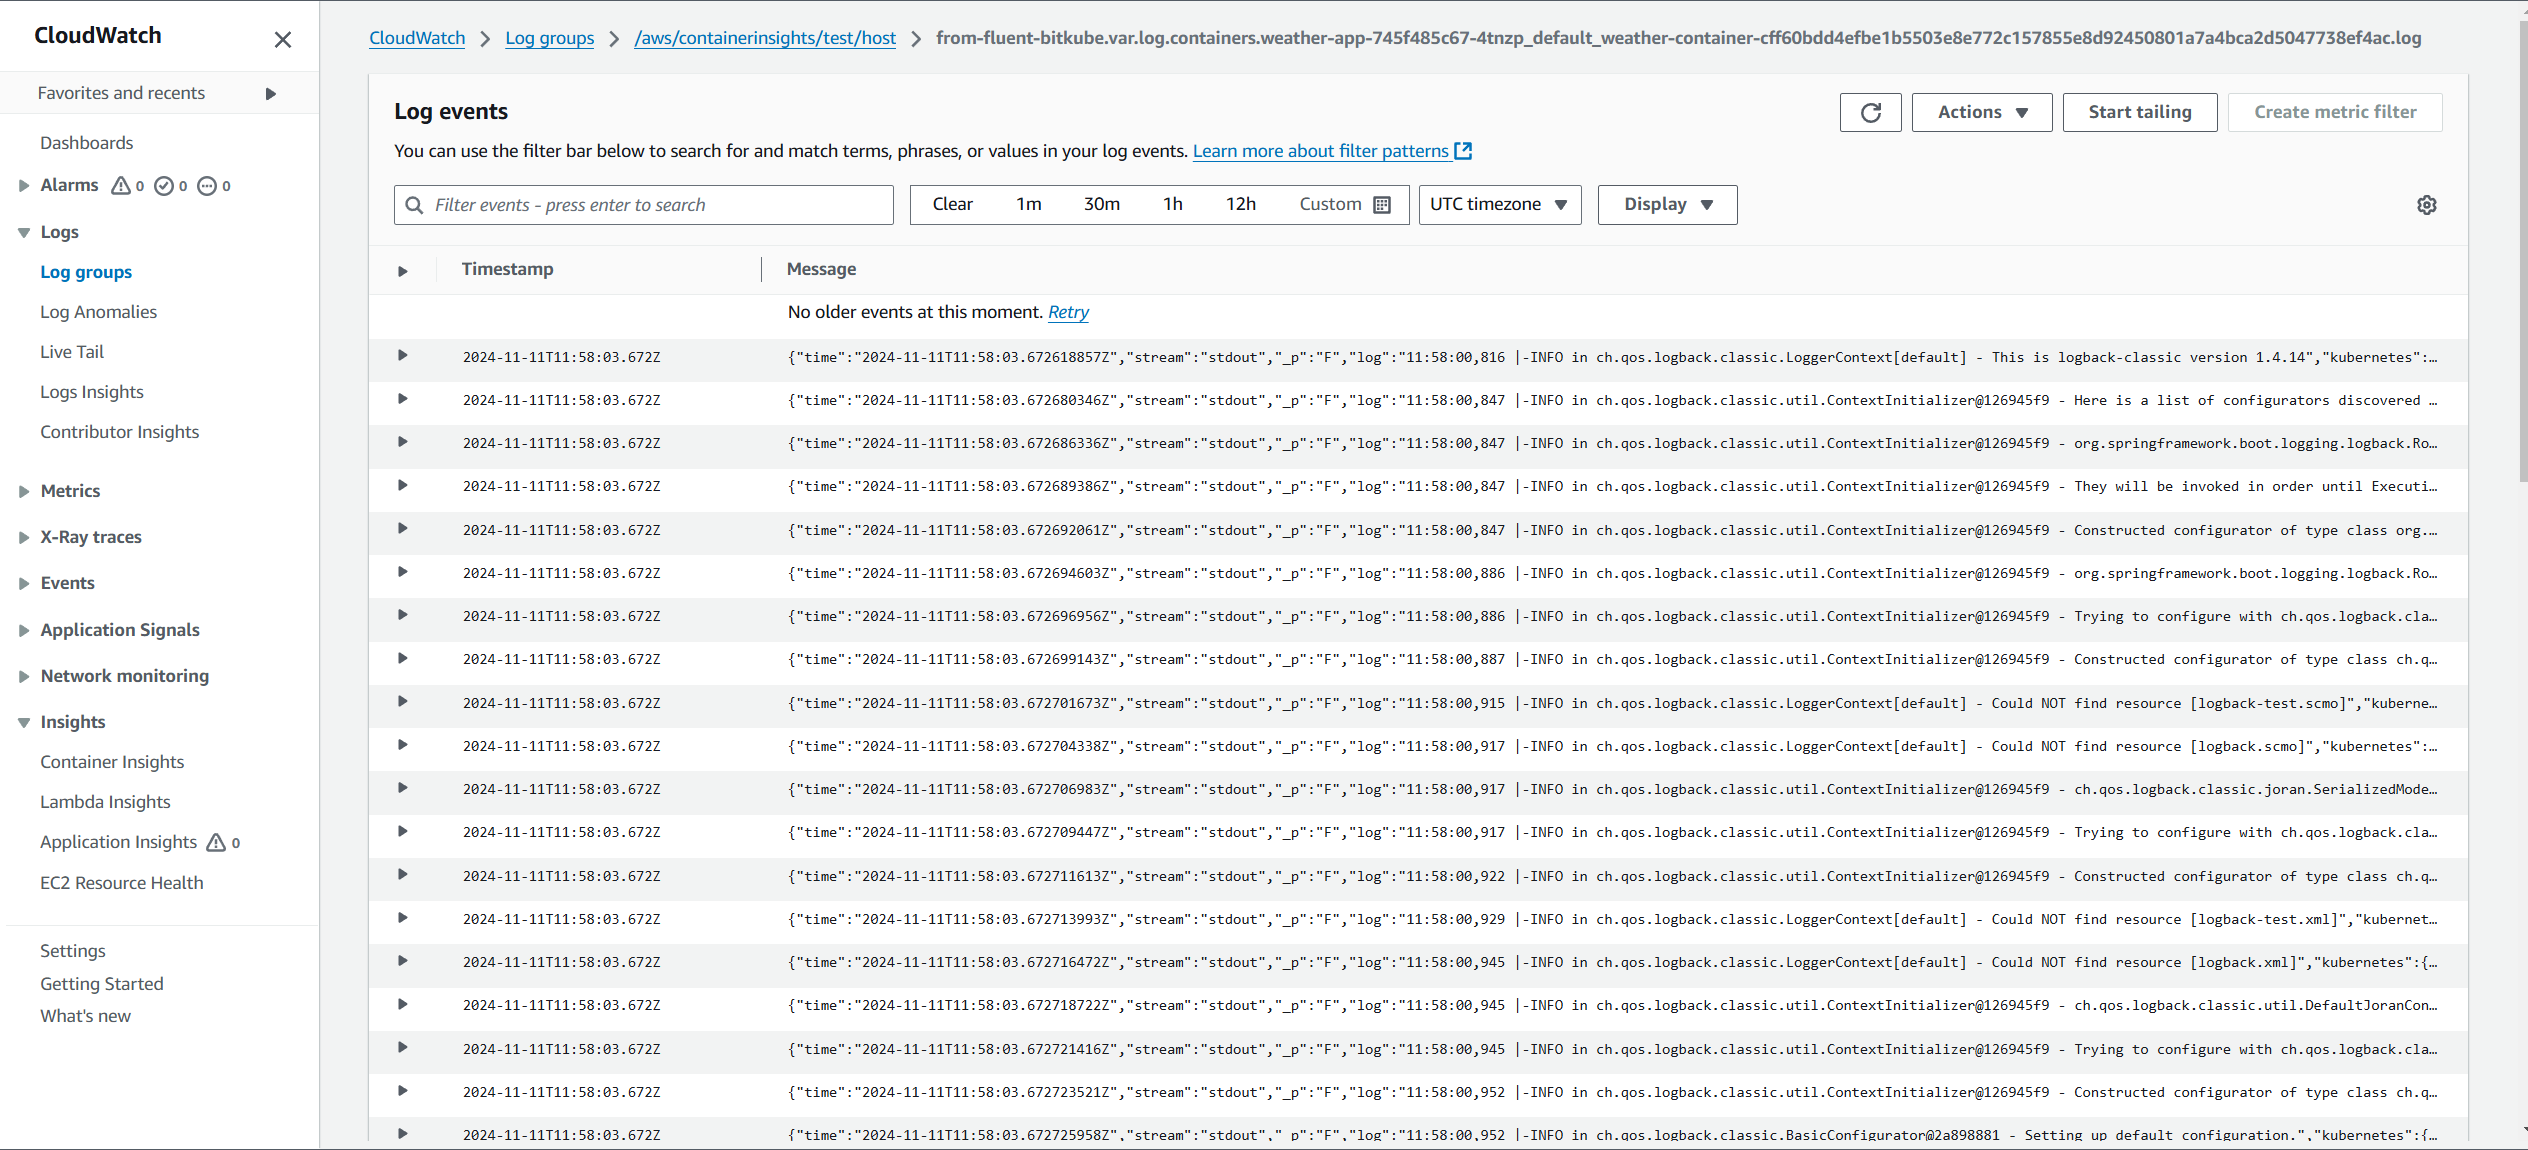 CloudWatch
Favorites and recents
Dashboards
Alarms 0 0 0
Logs
Log groups
Log Anomalies
Live Tail
Logs Insights
Contributor Insights
Metrics
X-Ray traces
Events
Application Signals
Network monitoring
Insights
Container Insights
Lambda Insights
Application Insights 0
EC2 Resource Health
Settings
Getting Started
What's new
CloudWatch > Log groups > /aws/containerinsights/test/host > from-fluent-bitkube.var.log.containers.weather-app-745f485c67-4tnzp_default_weather-container-cff60bdd4efbe1b5503e8e772c157855e8d92450801a7a4bca2d5047738ef4ac.log
Log events
Actions Start tailing Create metric filter
You can use the filter bar below to search for and match terms, phrases, or values in your log events. Learn more about filter patterns
Filter events - press enter to search Clear 1m 30m 1h 12h Custom UTC timezone Display
Timestamp Message
No older events at this moment. Retry
2024-11-11T11:58:03.672Z {"time":"2024-11-11T11:58:03.672618857Z","stream":"stdout","_p":"F","log":"11:58:00,816 |-INFO in ch.qos.logback.classic.LoggerContext[default] - This is logback-classic version 1.4.14","kubernetes":…
2024-11-11T11:58:03.672Z {"time":"2024-11-11T11:58:03.672680346Z","stream":"stdout","_p":"F","log":"11:58:00,847 |-INFO in ch.qos.logback.classic.util.ContextInitializer@126945f9 - Here is a list of configurators discovered …
2024-11-11T11:58:03.672Z {"time":"2024-11-11T11:58:03.672686336Z","stream":"stdout","_p":"F","log":"11:58:00,847 |-INFO in ch.qos.logback.classic.util.ContextInitializer@126945f9 - org.springframework.boot.logging.logback.Ro…
2024-11-11T11:58:03.672Z {"time":"2024-11-11T11:58:03.672689386Z","stream":"stdout","_p":"F","log":"11:58:00,847 |-INFO in ch.qos.logback.classic.util.ContextInitializer@126945f9 - They will be invoked in order until Executi…
2024-11-11T11:58:03.672Z {"time":"2024-11-11T11:58:03.672692061Z","stream":"stdout","_p":"F","log":"11:58:00,847 |-INFO in ch.qos.logback.classic.util.ContextInitializer@126945f9 - Constructed configurator of type class org.…
2024-11-11T11:58:03.672Z {"time":"2024-11-11T11:58:03.672694603Z","stream":"stdout","_p":"F","log":"11:58:00,886 |-INFO in ch.qos.logback.classic.util.ContextInitializer@126945f9 - org.springframework.boot.logging.logback.Ro…
2024-11-11T11:58:03.672Z {"time":"2024-11-11T11:58:03.672696956Z","stream":"stdout","_p":"F","log":"11:58:00,886 |-INFO in ch.qos.logback.classic.util.ContextInitializer@126945f9 - Trying to configure with ch.qos.logback.cla…
2024-11-11T11:58:03.672Z {"time":"2024-11-11T11:58:03.672699143Z","stream":"stdout","_p":"F","log":"11:58:00,887 |-INFO in ch.qos.logback.classic.util.ContextInitializer@126945f9 - Constructed configurator of type class ch.q…
2024-11-11T11:58:03.672Z {"time":"2024-11-11T11:58:03.672701673Z","stream":"stdout","_p":"F","log":"11:58:00,915 |-INFO in ch.qos.logback.classic.LoggerContext[default] - Could NOT find resource [logback-test.scmo]","kuberne…
2024-11-11T11:58:03.672Z {"time":"2024-11-11T11:58:03.672704338Z","stream":"stdout","_p":"F","log":"11:58:00,917 |-INFO in ch.qos.logback.classic.LoggerContext[default] - Could NOT find resource [logback.scmo]","kubernetes":…
2024-11-11T11:58:03.672Z {"time":"2024-11-11T11:58:03.672706983Z","stream":"stdout","_p":"F","log":"11:58:00,917 |-INFO in ch.qos.logback.classic.util.ContextInitializer@126945f9 - ch.qos.logback.classic.joran.SerializedMode…
2024-11-11T11:58:03.672Z {"time":"2024-11-11T11:58:03.672709447Z","stream":"stdout","_p":"F","log":"11:58:00,917 |-INFO in ch.qos.logback.classic.util.ContextInitializer@126945f9 - Trying to configure with ch.qos.logback.cla…
2024-11-11T11:58:03.672Z {"time":"2024-11-11T11:58:03.672711613Z","stream":"stdout","_p":"F","log":"11:58:00,922 |-INFO in ch.qos.logback.classic.util.ContextInitializer@126945f9 - Constructed configurator of type class ch.q…
2024-11-11T11:58:03.672Z {"time":"2024-11-11T11:58:03.672713993Z","stream":"stdout","_p":"F","log":"11:58:00,929 |-INFO in ch.qos.logback.classic.LoggerContext[default] - Could NOT find resource [logback-test.xml]","kubernet…
2024-11-11T11:58:03.672Z {"time":"2024-11-11T11:58:03.672716472Z","stream":"stdout","_p":"F","log":"11:58:00,945 |-INFO in ch.qos.logback.classic.LoggerContext[default] - Could NOT find resource [logback.xml]","kubernetes":{…
2024-11-11T11:58:03.672Z {"time":"2024-11-11T11:58:03.672718722Z","stream":"stdout","_p":"F","log":"11:58:00,945 |-INFO in ch.qos.logback.classic.util.ContextInitializer@126945f9 - ch.qos.logback.classic.util.DefaultJoranCon…
2024-11-11T11:58:03.672Z {"time":"2024-11-11T11:58:03.672721416Z","stream":"stdout","_p":"F","log":"11:58:00,945 |-INFO in ch.qos.logback.classic.util.ContextInitializer@126945f9 - Trying to configure with ch.qos.logback.cla…
2024-11-11T11:58:03.672Z {"time":"2024-11-11T11:58:03.672723521Z","stream":"stdout","_p":"F","log":"11:58:00,952 |-INFO in ch.qos.logback.classic.util.ContextInitializer@126945f9 - Constructed configurator of type class ch.q…
2024-11-11T11:58:03.672Z {"time":"2024-11-11T11:58:03.672725958Z","stream":"stdout","_p":"F","log":"11:58:00,952 |-INFO in ch.qos.logback.classic.BasicConfigurator@2a898881 - Setting up default configuration.","kubernetes":{…